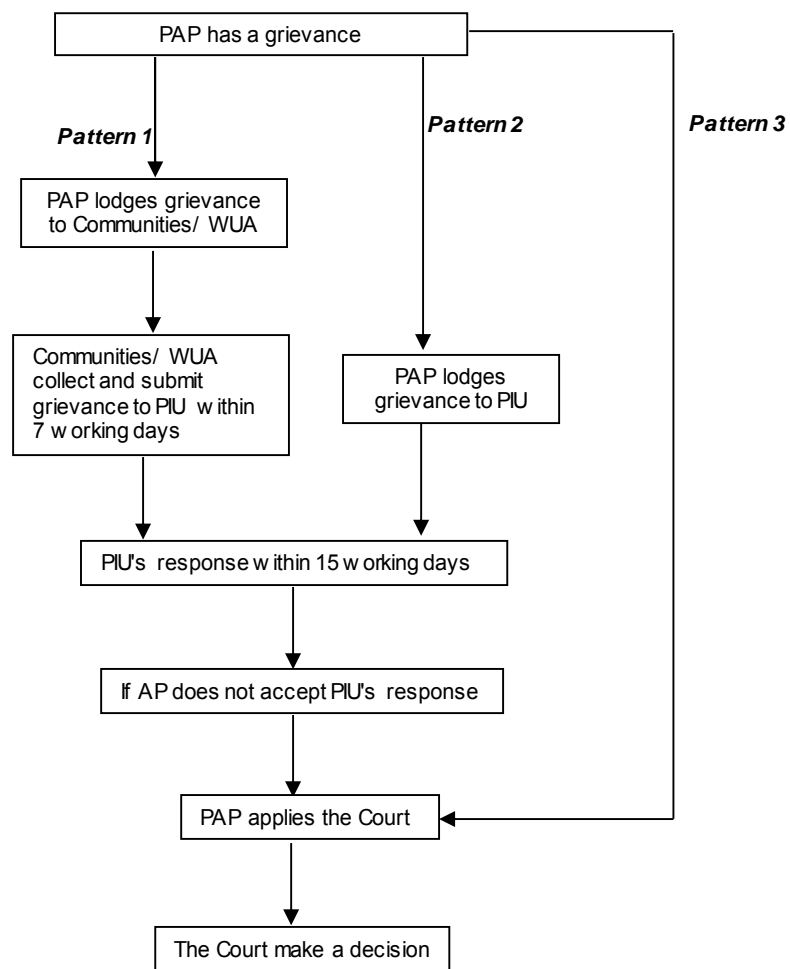 PAP has a grievance
Pattern 1
Pattern 2
Pattern 3
PAP lodges grievance
to Communities/ WUA
Communities/ WUA
collect and submit
grievance to PIU within
7 working days
PAP lodges
grievance to PIU
PIU's response within 15 working days
If AP does not accept PIU's response
PAP applies the Court
The Court make a decision